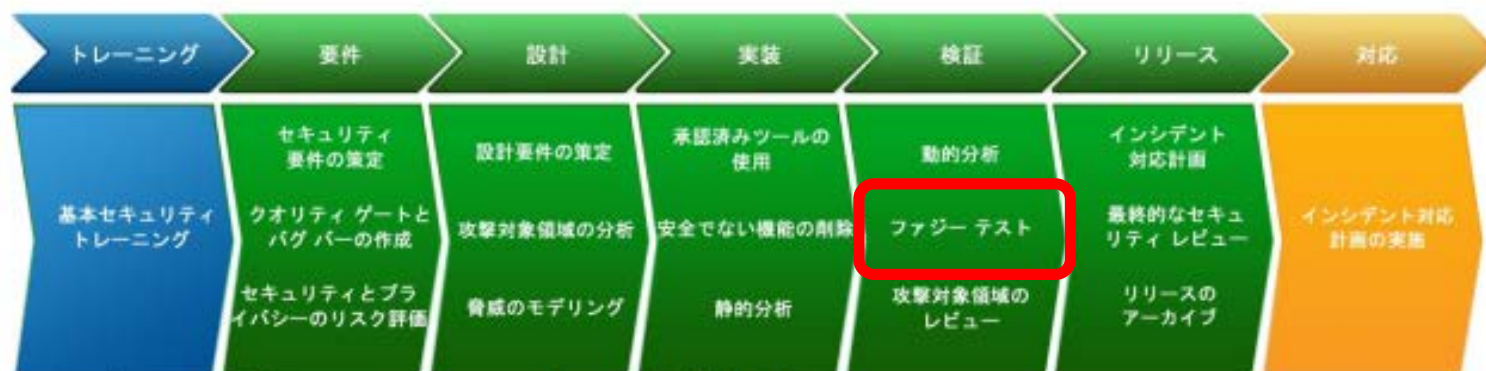 トレーニング
要件
設計
実装
検証
リリース
対応
基本セキュリティ
トレーニング
セキュリティ
要件の策定
クオリティ ゲートと
バグ バーの作成
セキュリティとプラ
イバシーのリスク評価
設計要件の策定
攻撃対象領域の分析
脅威のモデリング
承認済みツールの
使用
安全でない機能の削除
静的分析
動的分析
ファジー テスト
攻撃対象領域の
レビュー
インシデント
対応計画
最終的なセキュ
リティ レビュー
リリースの
アーカイブ
インシデント対応
計画の実施